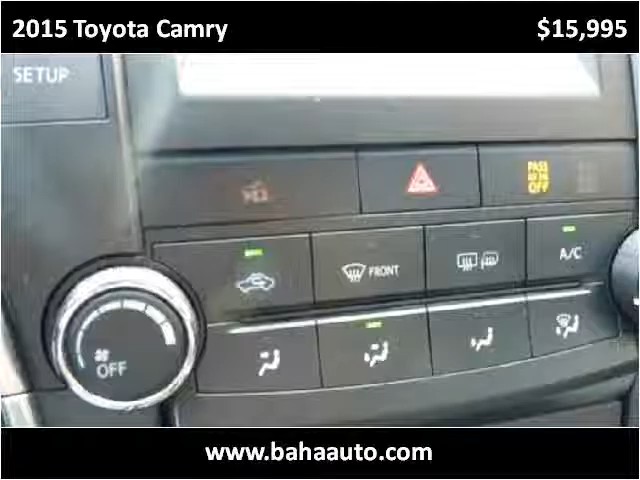 2015 Toyota Camry $15,995
SETUP
PASS
OFF
FRONT
A/C
OFF
www.bahaauto.com